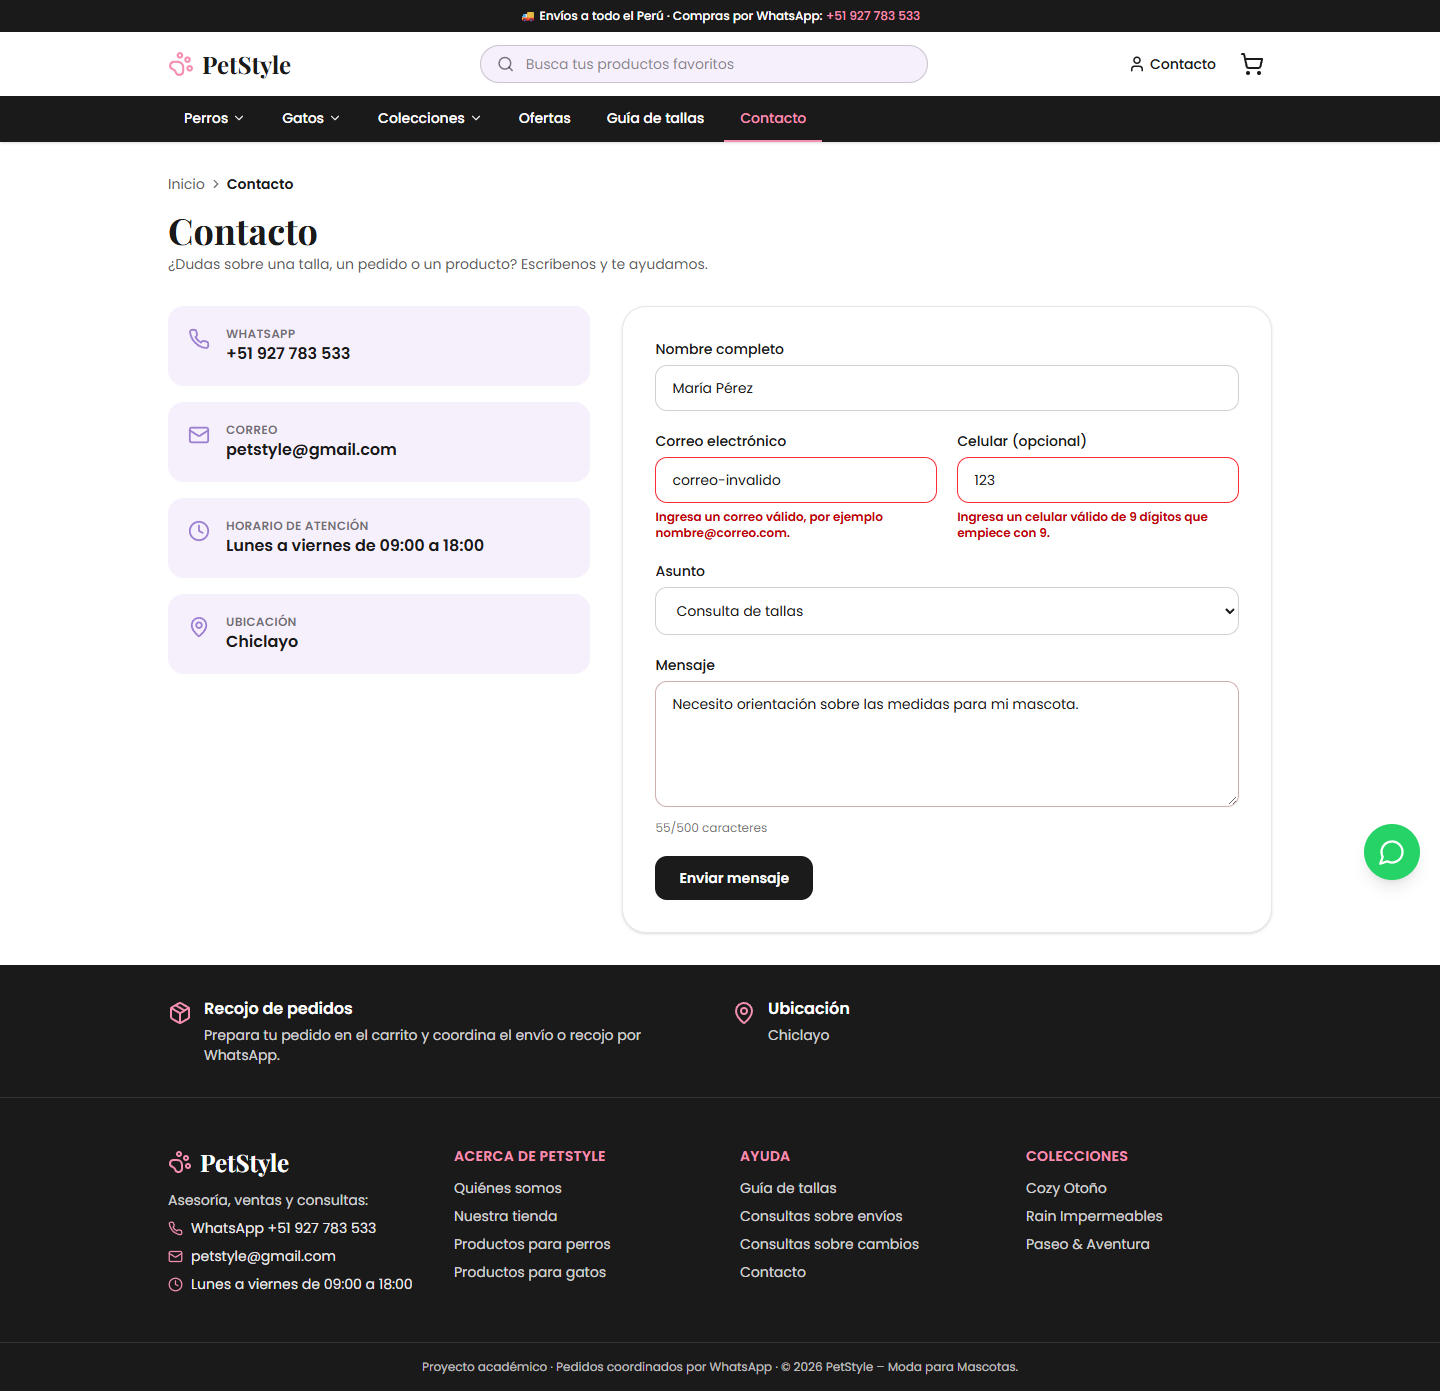 🚚 Envíos a todo el Perú · Compras por WhatsApp: +51 927 783 533
PetStyle
Busca tus productos favoritos
Contacto
Perros
Gatos
Colecciones
Ofertas
Guía de tallas
Contacto
Inicio > Contacto
Contacto
¿Dudas sobre una talla, un pedido o un producto? Escríbenos y te ayudamos.
WHATSAPP
+51 927 783 533
CORREO
petstyle@gmail.com
HORARIO DE ATENCIÓN
Lunes a viernes de 09:00 a 18:00
UBICACIÓN
Chiclayo
Nombre completo
María Pérez
Correo electrónico
correo-invalido
Ingresa un correo válido, por ejemplo
nombre@correo.com.
Celular (opcional)
123
Ingresa un celular válido de 9 dígitos que
empiece con 9.
Asunto
Consulta de tallas
Mensaje
Necesito orientación sobre las medidas para mi mascota.
55/500 caracteres
Enviar mensaje
Recojo de pedidos
Prepara tu pedido en el carrito y coordina el envío o recojo por
WhatsApp.
Ubicación
Chiclayo
PetStyle
Asesoría, ventas y consultas:
WhatsApp +51 927 783 533
petstyle@gmail.com
Lunes a viernes de 09:00 a 18:00
ACERCA DE PETSTYLE
Quiénes somos
Nuestra tienda
Productos para perros
Productos para gatos
AYUDA
Guía de tallas
Consultas sobre envíos
Consultas sobre cambios
Contacto
COLECCIONES
Cozy Otoño
Rain Impermeables
Paseo & Aventura
Proyecto académico · Pedidos coordinados por WhatsApp · © 2026 PetStyle – Moda para Mascotas.